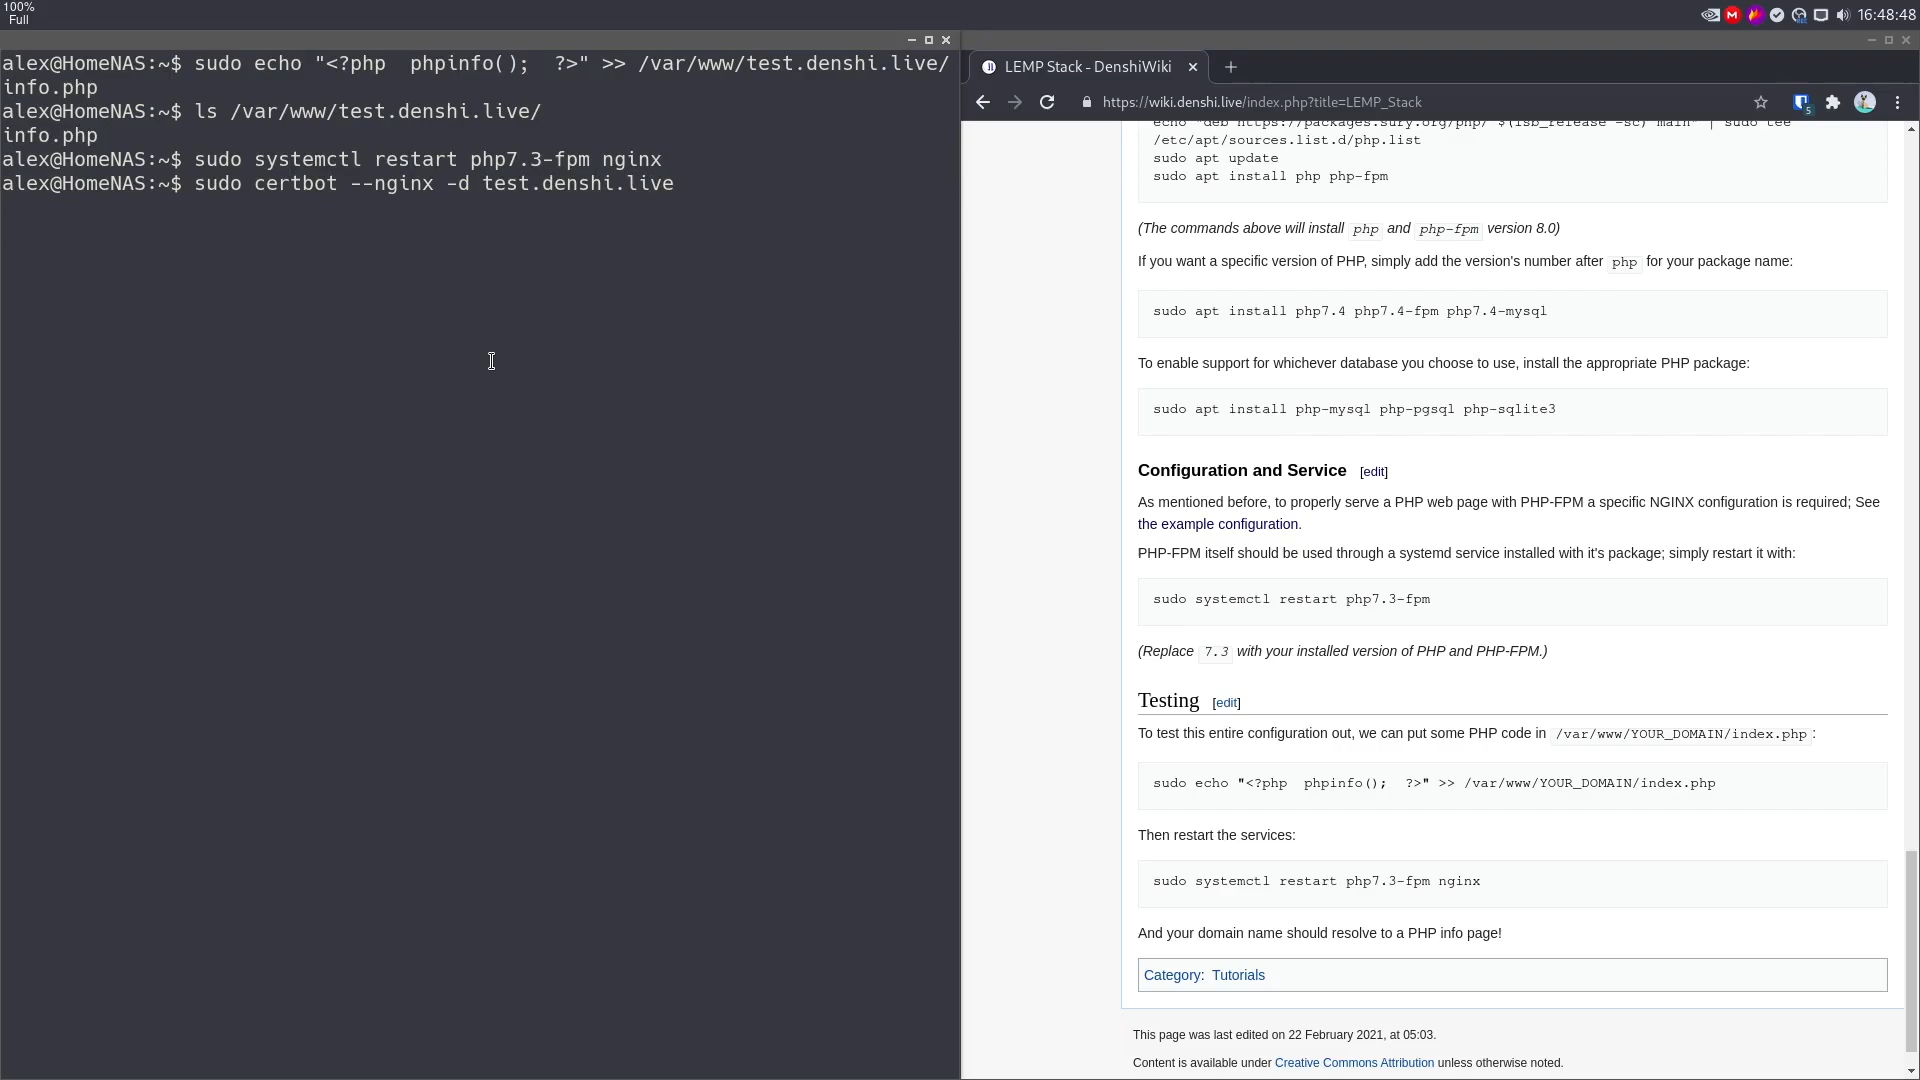 100%
Full
16:48:48
alex@HomeNAS:~$ sudo echo "<?php  phpinfo();  ?>" >> /var/www/test.denshi.live/
info.php
alex@HomeNAS:~$ ls /var/www/test.denshi.live/
info.php
alex@HomeNAS:~$ sudo systemctl restart php7.3-fpm nginx
alex@HomeNAS:~$ sudo certbot --nginx -d test.denshi.live
LEMP Stack - DenshiWiki
https://wiki.denshi.live/index.php?title=LEMP_Stack
5
echo "deb https://packages.sury.org/php/ $(lsb_release -sc) main" | sudo tee
/etc/apt/sources.list.d/php.list
sudo apt update
sudo apt install php php-fpm
(The commands above will install php and php-fpm version 8.0)
If you want a specific version of PHP, simply add the version's number after php for your package name:
sudo apt install php7.4 php7.4-fpm php7.4-mysql
To enable support for whichever database you choose to use, install the appropriate PHP package:
sudo apt install php-mysql php-pgsql php-sqlite3
Configuration and Service [edit]
As mentioned before, to properly serve a PHP web page with PHP-FPM a specific NGINX configuration is required; See
the example configuration.
PHP-FPM itself should be used through a systemd service installed with it's package; simply restart it with:
sudo systemctl restart php7.3-fpm
(Replace 7.3 with your installed version of PHP and PHP-FPM.)
Testing [edit]
To test this entire configuration out, we can put some PHP code in /var/www/YOUR_DOMAIN/index.php:
sudo echo "<?php  phpinfo();  ?>" >> /var/www/YOUR_DOMAIN/index.php
Then restart the services:
sudo systemctl restart php7.3-fpm nginx
And your domain name should resolve to a PHP info page!
Category: Tutorials
This page was last edited on 22 February 2021, at 05:03.
Content is available under Creative Commons Attribution unless otherwise noted.